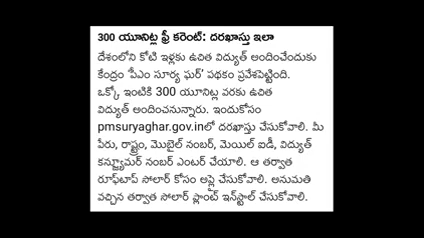 300 యూనిట్ల ఫ్రీ కరెంట్: దరఖాస్తు ఇలా
దేశంలోని కోటి ఇళ్లకు ఉచిత విద్యుత్ అందించేందుకు
కేంద్రం 'పీఎం సూర్య ఘర్' పథకం ప్రవేశపెట్టింది.
ఒక్కో ఇంటికి 300 యూనిట్ల వరకు ఉచిత
విద్యుత్ అందించనున్నారు. ఇందుకోసం
pmsuryaghar.gov.inలో దరఖాస్తు చేసుకోవాలి. మీ
పేరు, రాష్ట్రం, మొబైల్ నంబర్, మెయిల్ ఐడీ, విద్యుత్
కన్జ్యూమర్ నంబర్ ఎంటర్ చేయాలి. ఆ తర్వాత
రూఫ్‌టాప్ సోలార్ కోసం అప్లై చేసుకోవాలి. అనుమతి
వచ్చిన తర్వాత సోలార్ ప్లాంట్ ఇన్‌స్టాల్ చేసుకోవాలి.